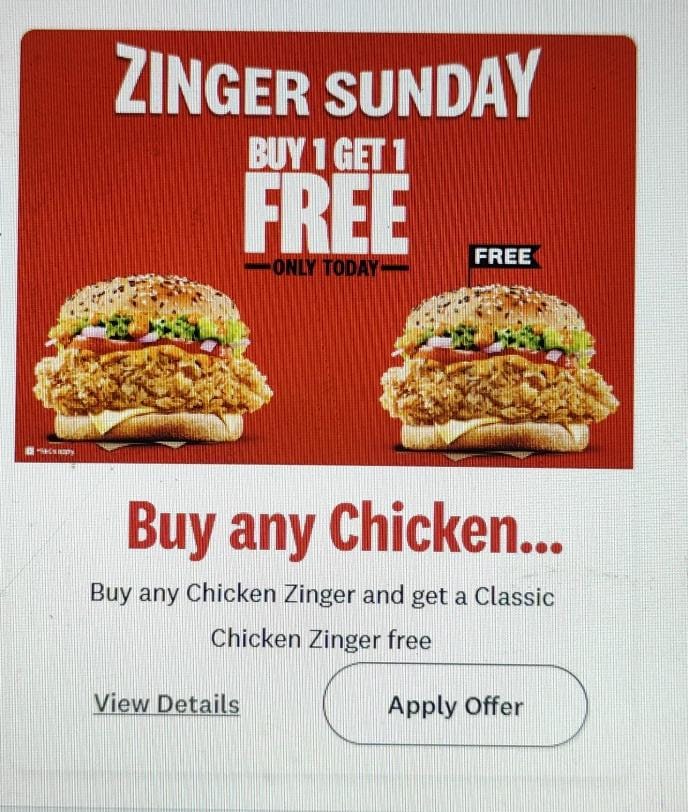 ZINGER SUNDAY
BUY 1 GET 1
FREE
ONLY TODAY
FREE
Buy any Chicken...
Buy any Chicken Zinger and get a Classic
Chicken Zinger free
View Details
Apply Offer